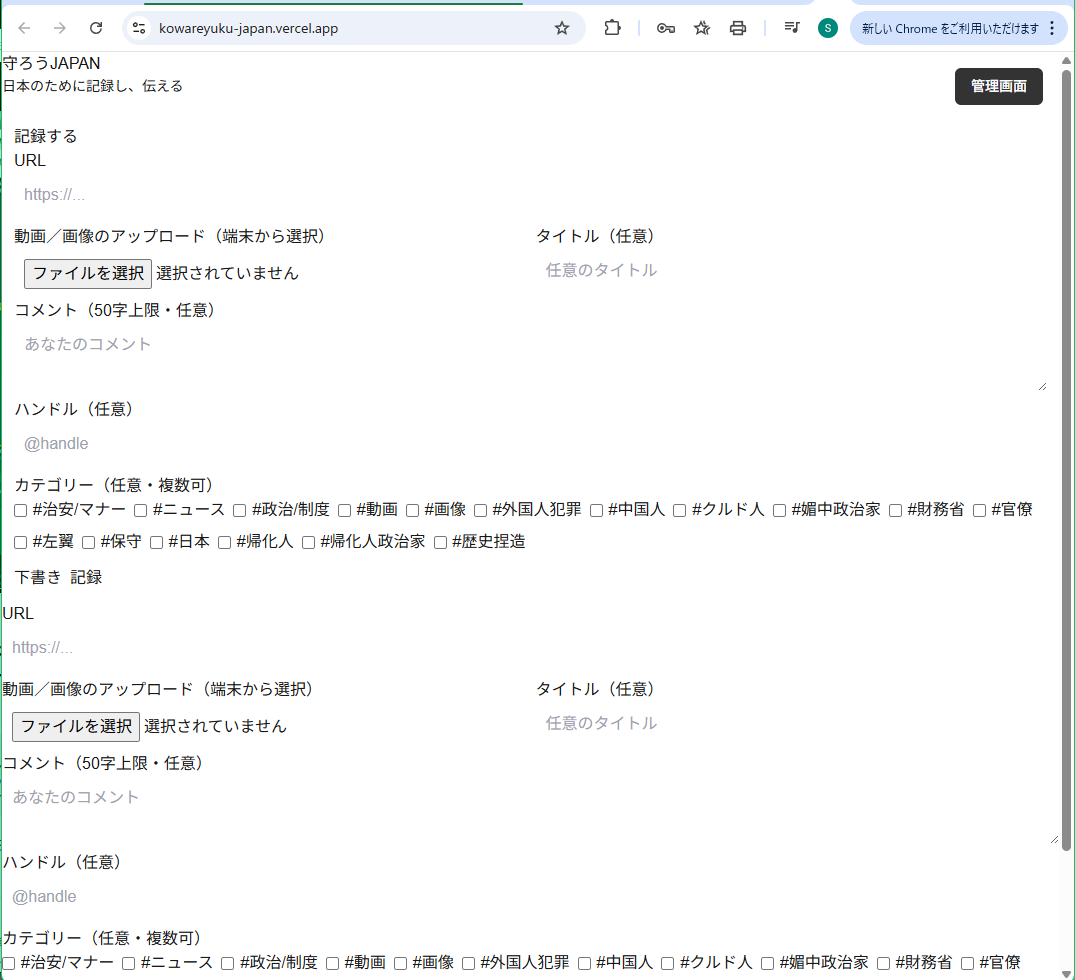 kowareyuku-japan.vercel.app
S
新しい Chrome をご利用いただけます
守ろうJAPAN
日本のために記録し、伝える
管理画面
記録する
URL
https://...
動画／画像のアップロード（端末から選択） タイトル（任意）
ファイルを選択 選択されていません 任意のタイトル
コメント（50字上限・任意）
あなたのコメント
ハンドル（任意）
@handle
カテゴリー（任意・複数可）
#治安/マナー #ニュース #政治/制度 #動画 #画像 #外国人犯罪 #中国人 #クルド人 #媚中政治家 #財務省 #官僚
#左翼 #保守 #日本 #帰化人 #帰化人政治家 #歴史捏造
下書き 記録
URL
https://...
動画／画像のアップロード（端末から選択） タイトル（任意）
ファイルを選択 選択されていません 任意のタイトル
コメント（50字上限・任意）
あなたのコメント
ハンドル（任意）
@handle
カテゴリー（任意・複数可）
#治安/マナー #ニュース #政治/制度 #動画 #画像 #外国人犯罪 #中国人 #クルド人 #媚中政治家 #財務省 #官僚